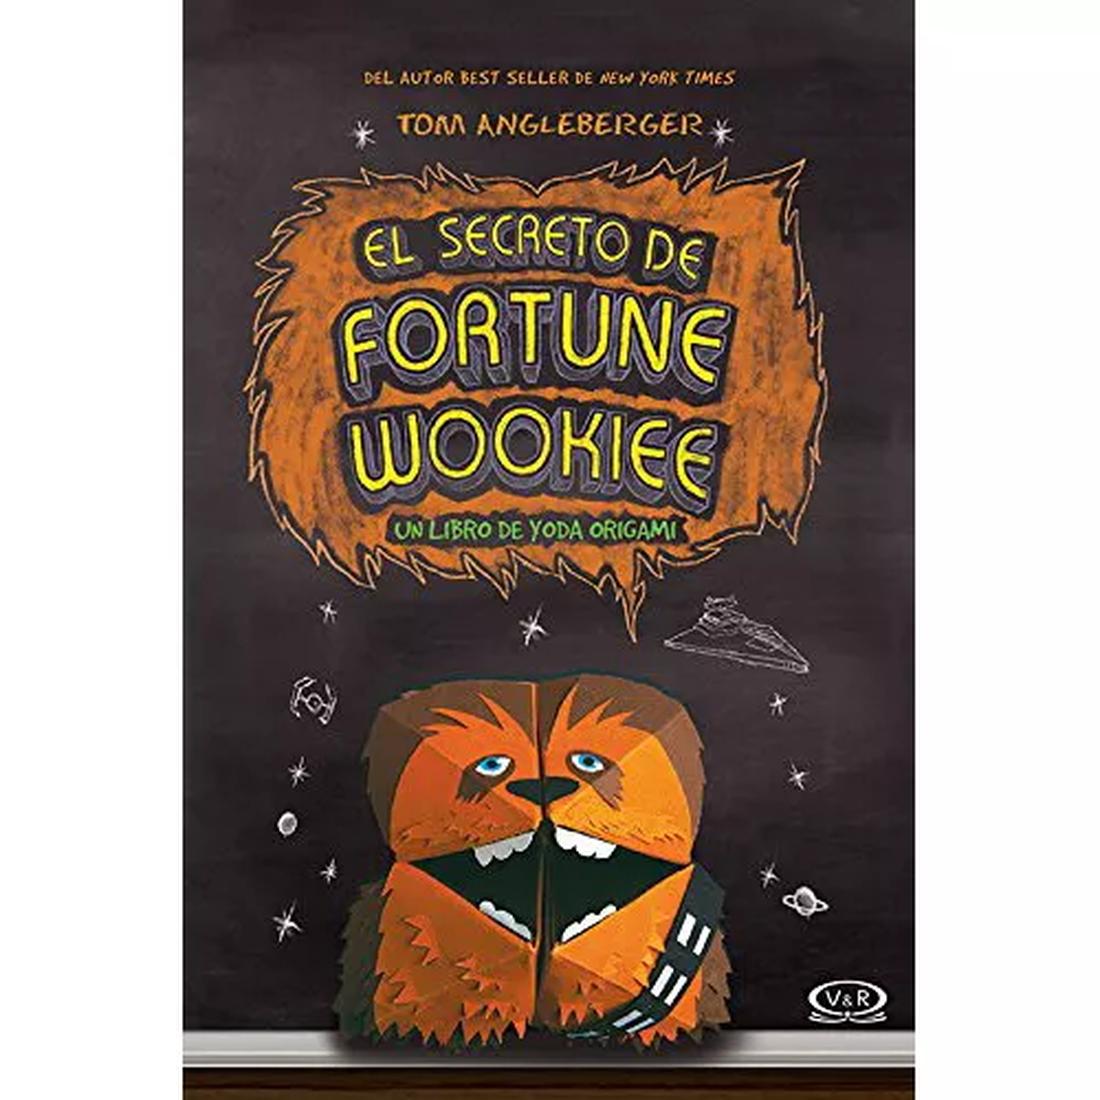 DEL AUTOR BEST SELLER DE NEW YORK TIMES
TOM ANGLEBERGER
EL SECRETO DE
FORTUNE
WOOKIEE
UN LIBRO DE YODA ORIGAMI
V&R